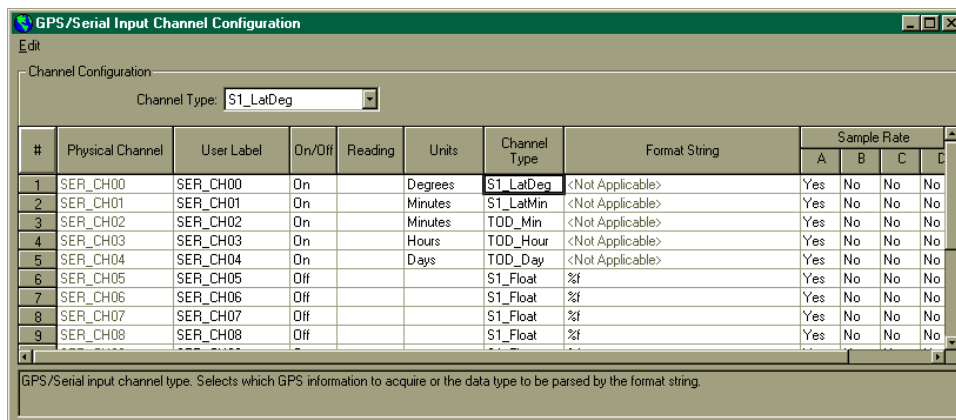 GPS/Serial Input Channel Configuration
Edit
Channel Configuration
Channel Type: S1_LatDeg
# Physical Channel User Label On/Off Reading Units Channel Type Format String Sample Rate
A B C D
1 SER_CH00 SER_CH00 On Degrees S1_LatDeg <Not Applicable> Yes No No No
2 SER_CH01 SER_CH01 On Minutes S1_LatMin <Not Applicable> Yes No No No
3 SER_CH02 SER_CH02 On Minutes TOD_Min <Not Applicable> Yes No No No
4 SER_CH03 SER_CH03 On Hours TOD_Hour <Not Applicable> Yes No No No
5 SER_CH04 SER_CH04 On Days TOD_Day <Not Applicable> Yes No No No
6 SER_CH05 SER_CH05 Off S1_Float %f Yes No No No
7 SER_CH06 SER_CH06 Off S1_Float %f Yes No No No
8 SER_CH07 SER_CH07 Off S1_Float %f Yes No No No
9 SER_CH08 SER_CH08 Off S1_Float %f Yes No No No
GPS/Serial input channel type. Selects which GPS information to acquire or the data type to be parsed by the format string.